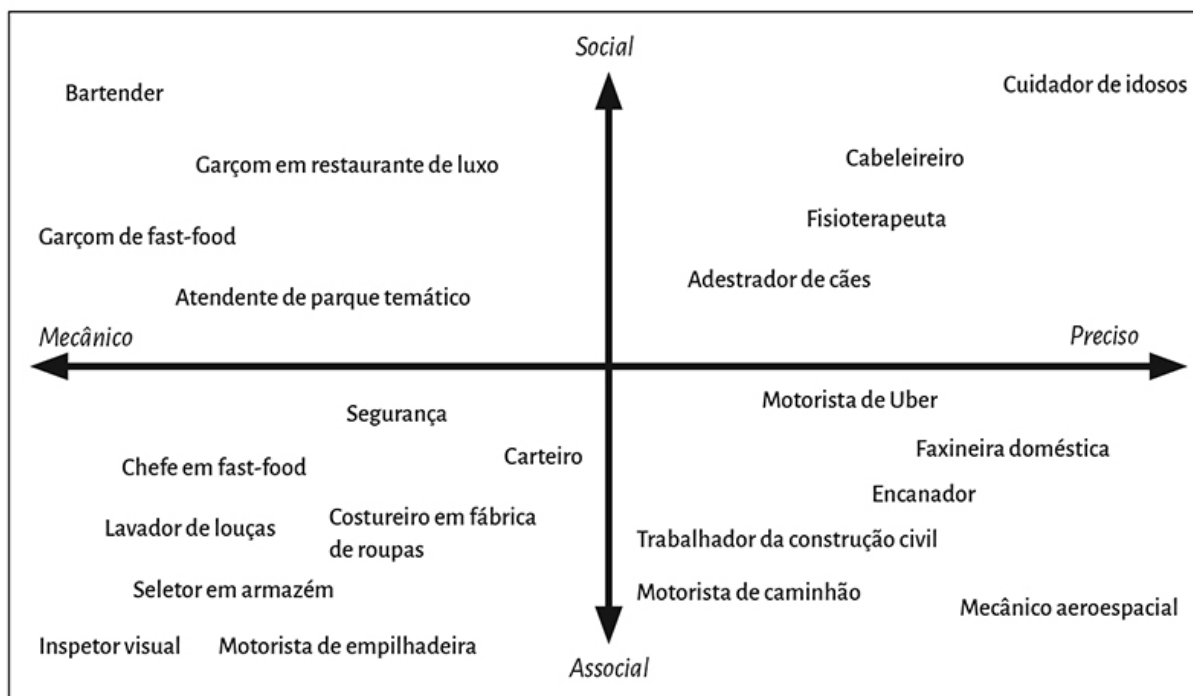 Social
Bartender
Cuidador de idosos
Garçom em restaurante de luxo
Cabeleireiro
Garçom de fast-food
Fisioterapeuta
Atendente de parque temático
Adestrador de cães
Mecânico
Preciso
Segurança
Motorista de Uber
Chefe em fast-food
Carteiro
Faxineira doméstica
Lavador de louças
Costureiro em fábrica
de roupas
Encanador
Trabalhador da construção civil
Seletor em armazém
Motorista de caminhão
Mecânico aeroespacial
Inspetor visual
Motorista de empilhadeira
Associal